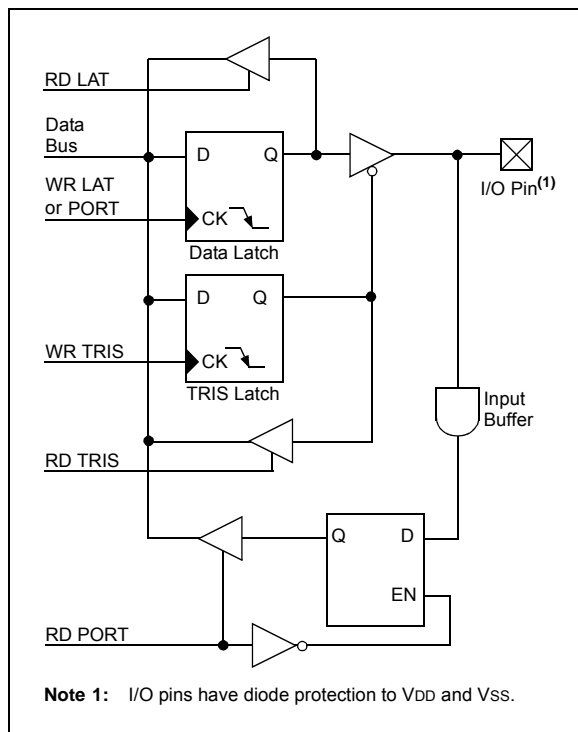 RD LAT
Data
Bus
D
Q
WR LAT
or PORT
CK
Data Latch
I/O Pin(1)
D
Q
WR TRIS
CK
TRIS Latch
Input
Buffer
RD TRIS
Q
D
EN
RD PORT
Note 1: I/O pins have diode protection to VDD and VSS.